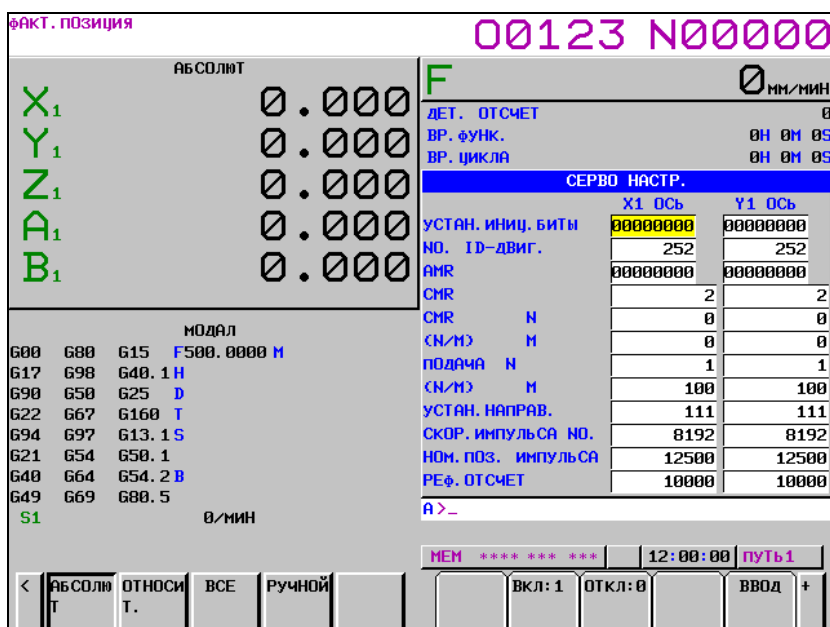 ФАКТ.ПОЗИЦИЯ
O0123 N00000
АБСОЛЮТ
X1 0.000
Y1 0.000
Z1 0.000
A1 0.000
B1 0.000
F 0мм/мин
ДЕТ. ОТСЧЕТ 0
ВР.ФУНК. 0H 0M 0S
ВР.ЦИКЛА 0H 0M 0S
СЕРВО НАСТР.
X1 ОСЬ Y1 ОСЬ
УСТАН.ИНИЦ.БИТЫ 00000000 00000000
NO. ID-ДВИГ. 252 252
AMR 00000000 00000000
CMR 2 2
CMR N 0 0
(N/M) M 0 0
ПОДАЧА N 1 1
(N/M) M 100 100
УСТАН.НАПРАВ. 111 111
СКОР.ИМПУЛЬСА NO. 8192 8192
НОМ.ПОЗ. ИМПУЛЬСА 12500 12500
РЕФ.ОТСЧЕТ 10000 10000
МОДАЛ
G00 G80 G15 F500.0000 M
G17 G98 G40.1 H
G90 G50 G25 D
G22 G67 G160 T
G94 G97 G13.1 S
G21 G54 G50.1
G40 G64 G54.2 B
G49 G69 G80.5
S1 0/МИН
A>_
MEM **** *** *** 12:00:00 ПУТЬ1
< АБСОЛЮ
Т ОТНОСИ
Т. ВСЕ РУЧНОЙ ВКЛ:1 ОТКЛ:0 ВВОД +